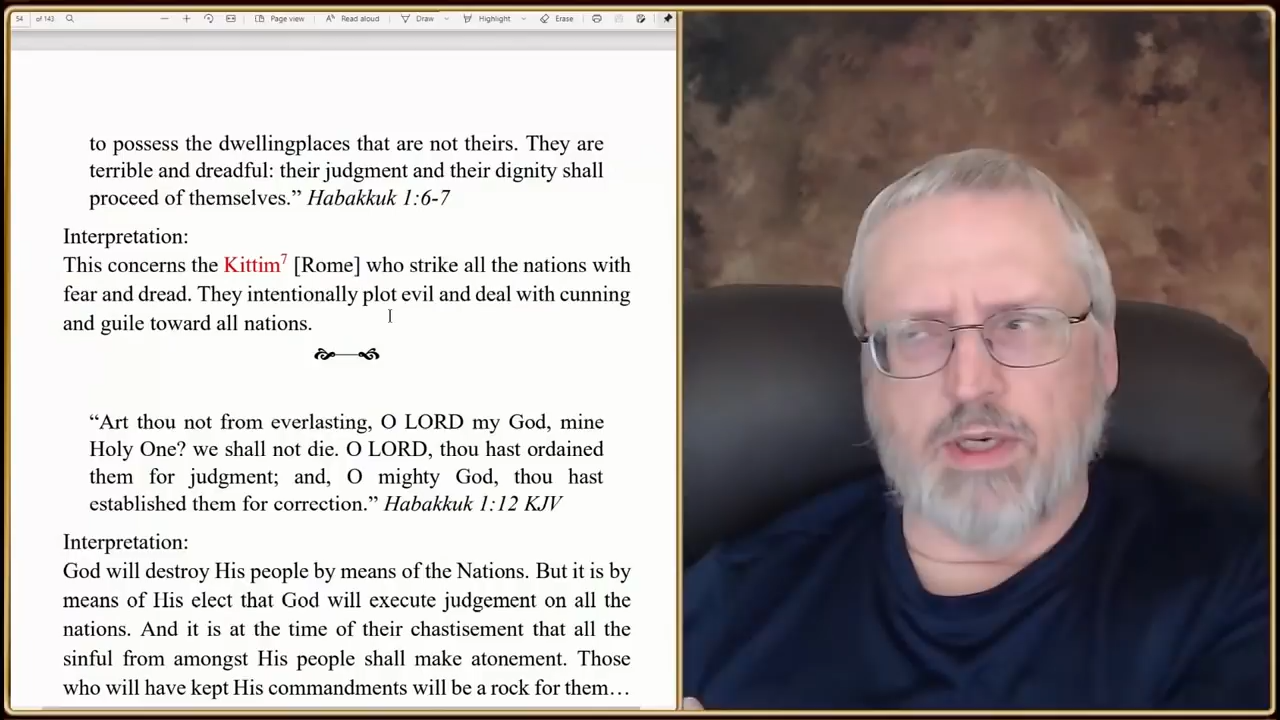 54 of 143 Page view Read aloud Draw Highlight Erase
to possess the dwellingplaces that are not theirs. They are
terrible and dreadful: their judgment and their dignity shall
proceed of themselves.” Habakkuk 1:6-7
Interpretation:
This concerns the Kittim7 [Rome] who strike all the nations with
fear and dread. They intentionally plot evil and deal with cunning
and guile toward all nations.
“Art thou not from everlasting, O LORD my God, mine
Holy One? we shall not die. O LORD, thou hast ordained
them for judgment; and, O mighty God, thou hast
established them for correction.” Habakkuk 1:12 KJV
Interpretation:
God will destroy His people by means of the Nations. But it is by
means of His elect that God will execute judgement on all the
nations. And it is at the time of their chastisement that all the
sinful from amongst His people shall make atonement. Those
who will have kept His commandments will be a rock for them…